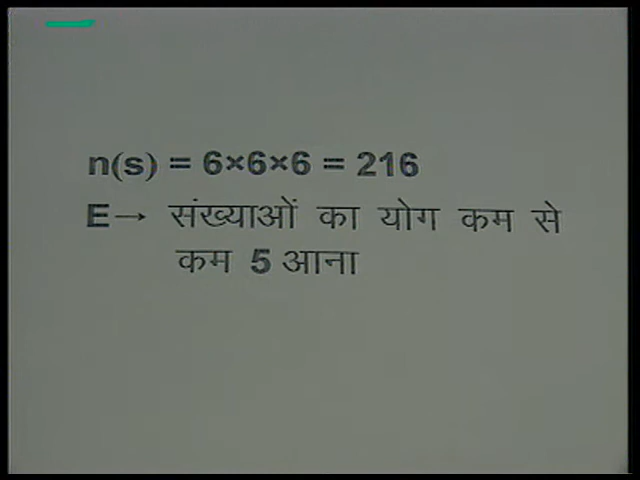 n(s) = 6×6×6 = 216
E→ संख्याओं का योग कम से
कम 5 आना